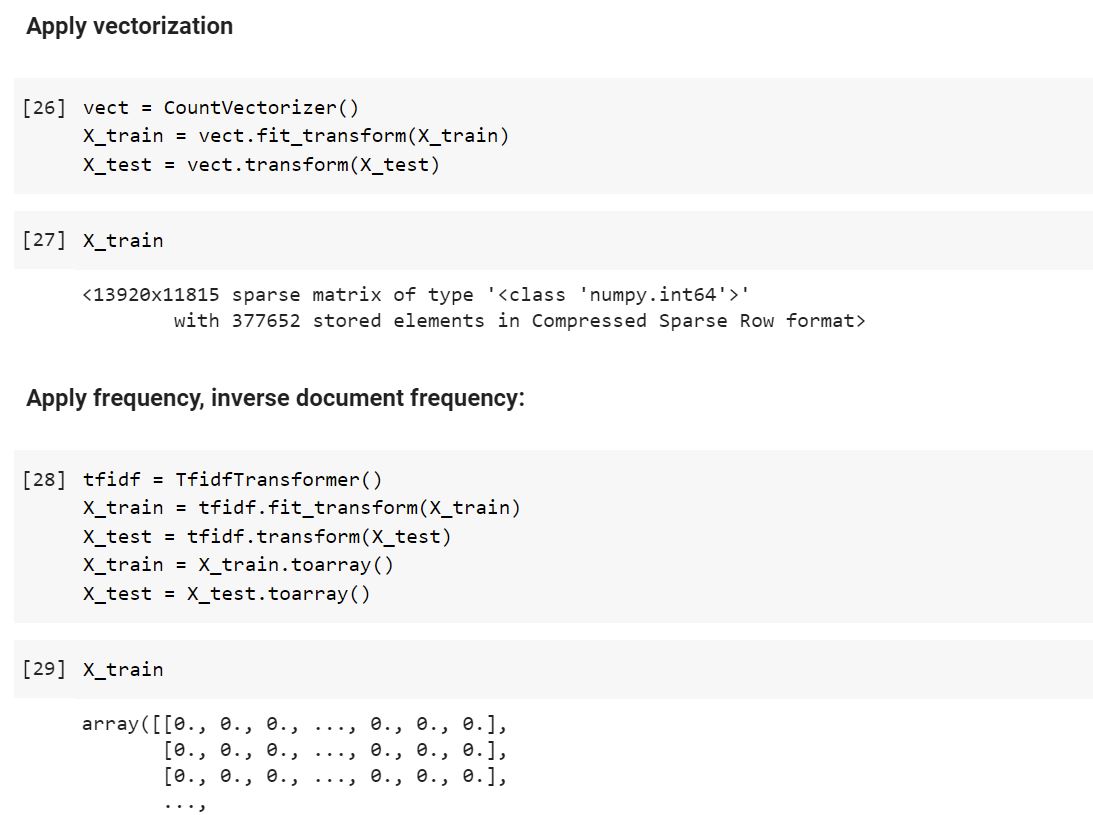 Apply vectorization
[26] vect = CountVectorizer()
X_train = vect.fit_transform(X_train)
X_test = vect.transform(X_test)
[27] X_train
<13920x11815 sparse matrix of type '<class 'numpy.int64'>'
with 377652 stored elements in Compressed Sparse Row format>
Apply frequency, inverse document frequency:
[28] tfidf = TfidfTransformer()
X_train = tfidf.fit_transform(X_train)
X_test = tfidf.transform(X_test)
X_train = X_train.toarray()
X_test = X_test.toarray()
[29] X_train
array([[0., 0., 0., ..., 0., 0., 0.],
[0., 0., 0., ..., 0., 0., 0.],
[0., 0., 0., ..., 0., 0., 0.],
...,